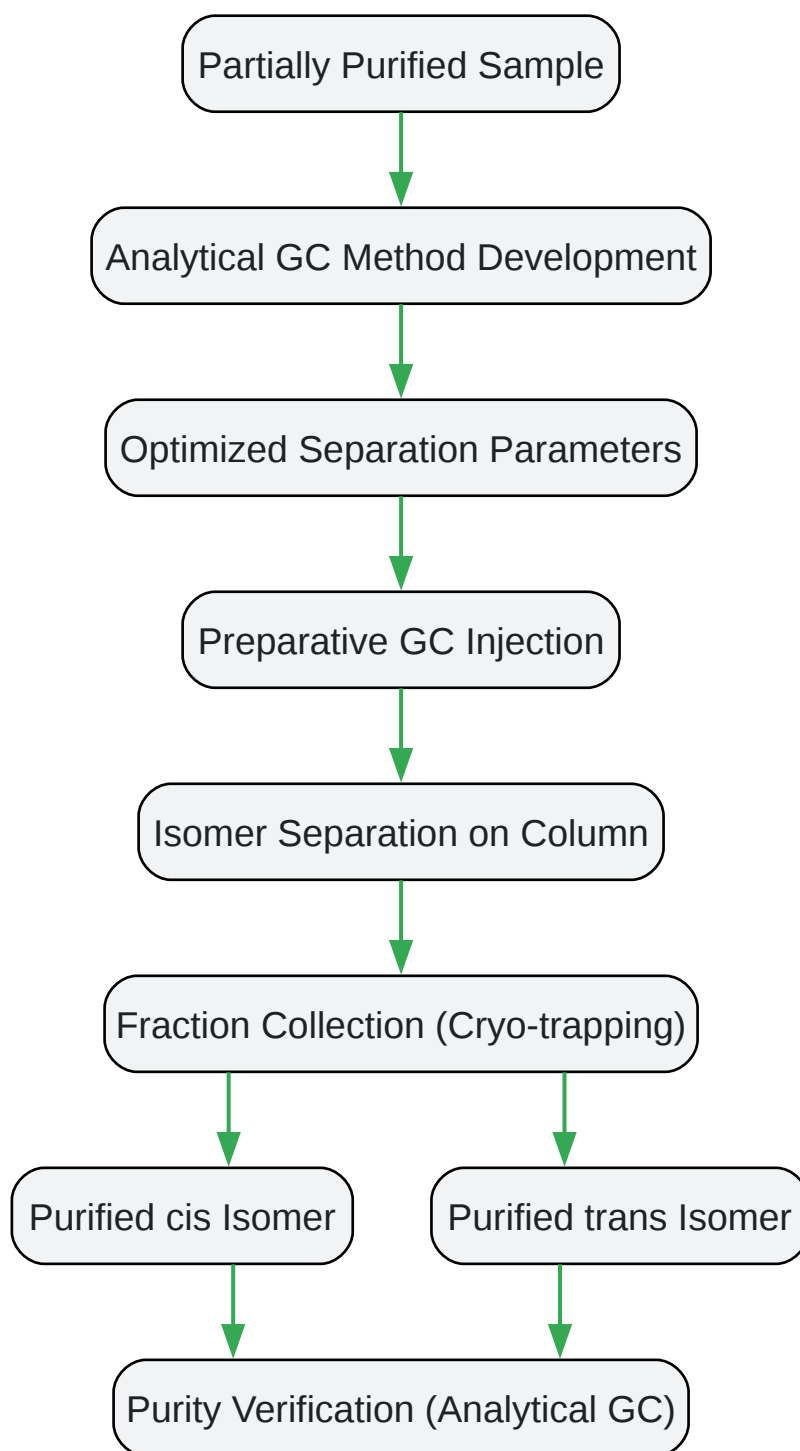 Partially Purified Sample
Analytical GC Method Development
Optimized Separation Parameters
Preparative GC Injection
Isomer Separation on Column
Fraction Collection (Cryo-trapping)
Purified cis Isomer
Purified trans Isomer
Purity Verification (Analytical GC)